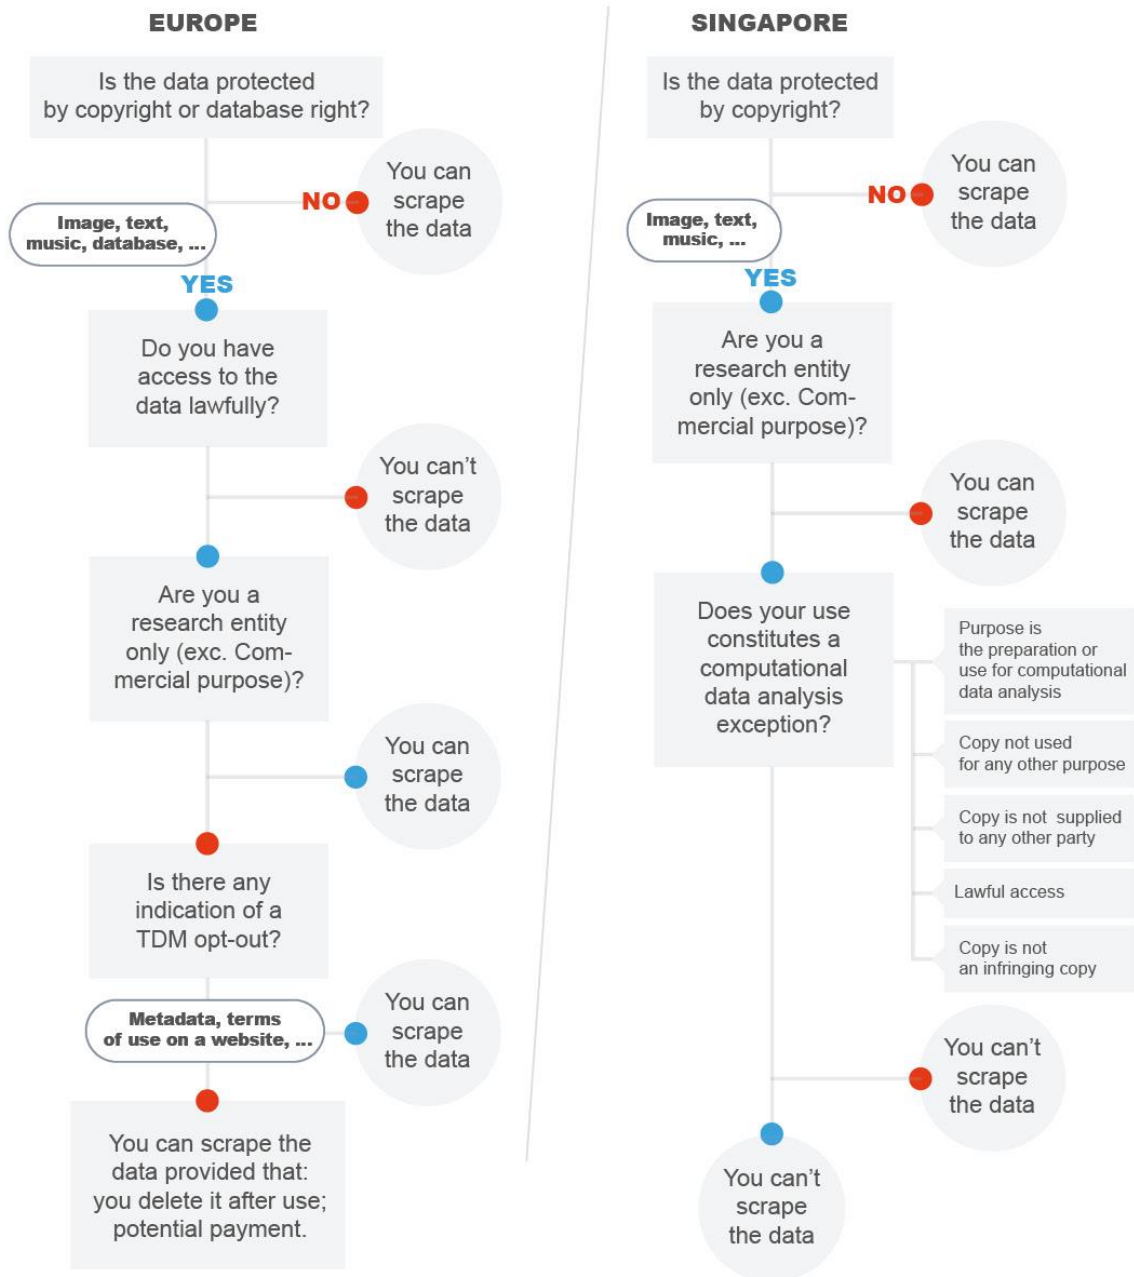 EUROPE
Is the data protected
by copyright or database right?
NO
You can
scrape
the data
Image, text,
music, database, ...
YES
Do you have
access to the
data lawfully?
You can't
scrape
the data
Are you a
research entity
only (exc. Com-
mercial purpose)?
You can
scrape
the data
Is there any
indication of a
TDM opt-out?
Metadata, terms
of use on a website, ...
You can
scrape
the data
You can scrape the
data provided that:
you delete it after use;
potential payment.
SINGAPORE
Is the data protected
by copyright?
NO
You can
scrape
the data
Image, text,
music, ...
YES
Are you a
research entity
only (exc. Com-
mercial purpose)?
You can
scrape
the data
Does your use
constitutes a
computational
data analysis
exception?
Purpose is
the preparation or
use for computational
data analysis
Copy not used
for any other purpose
Copy is not supplied
to any other party
Lawful access
Copy is not
an infringing copy
You can't
scrape
the data
You can't
scrape
the data